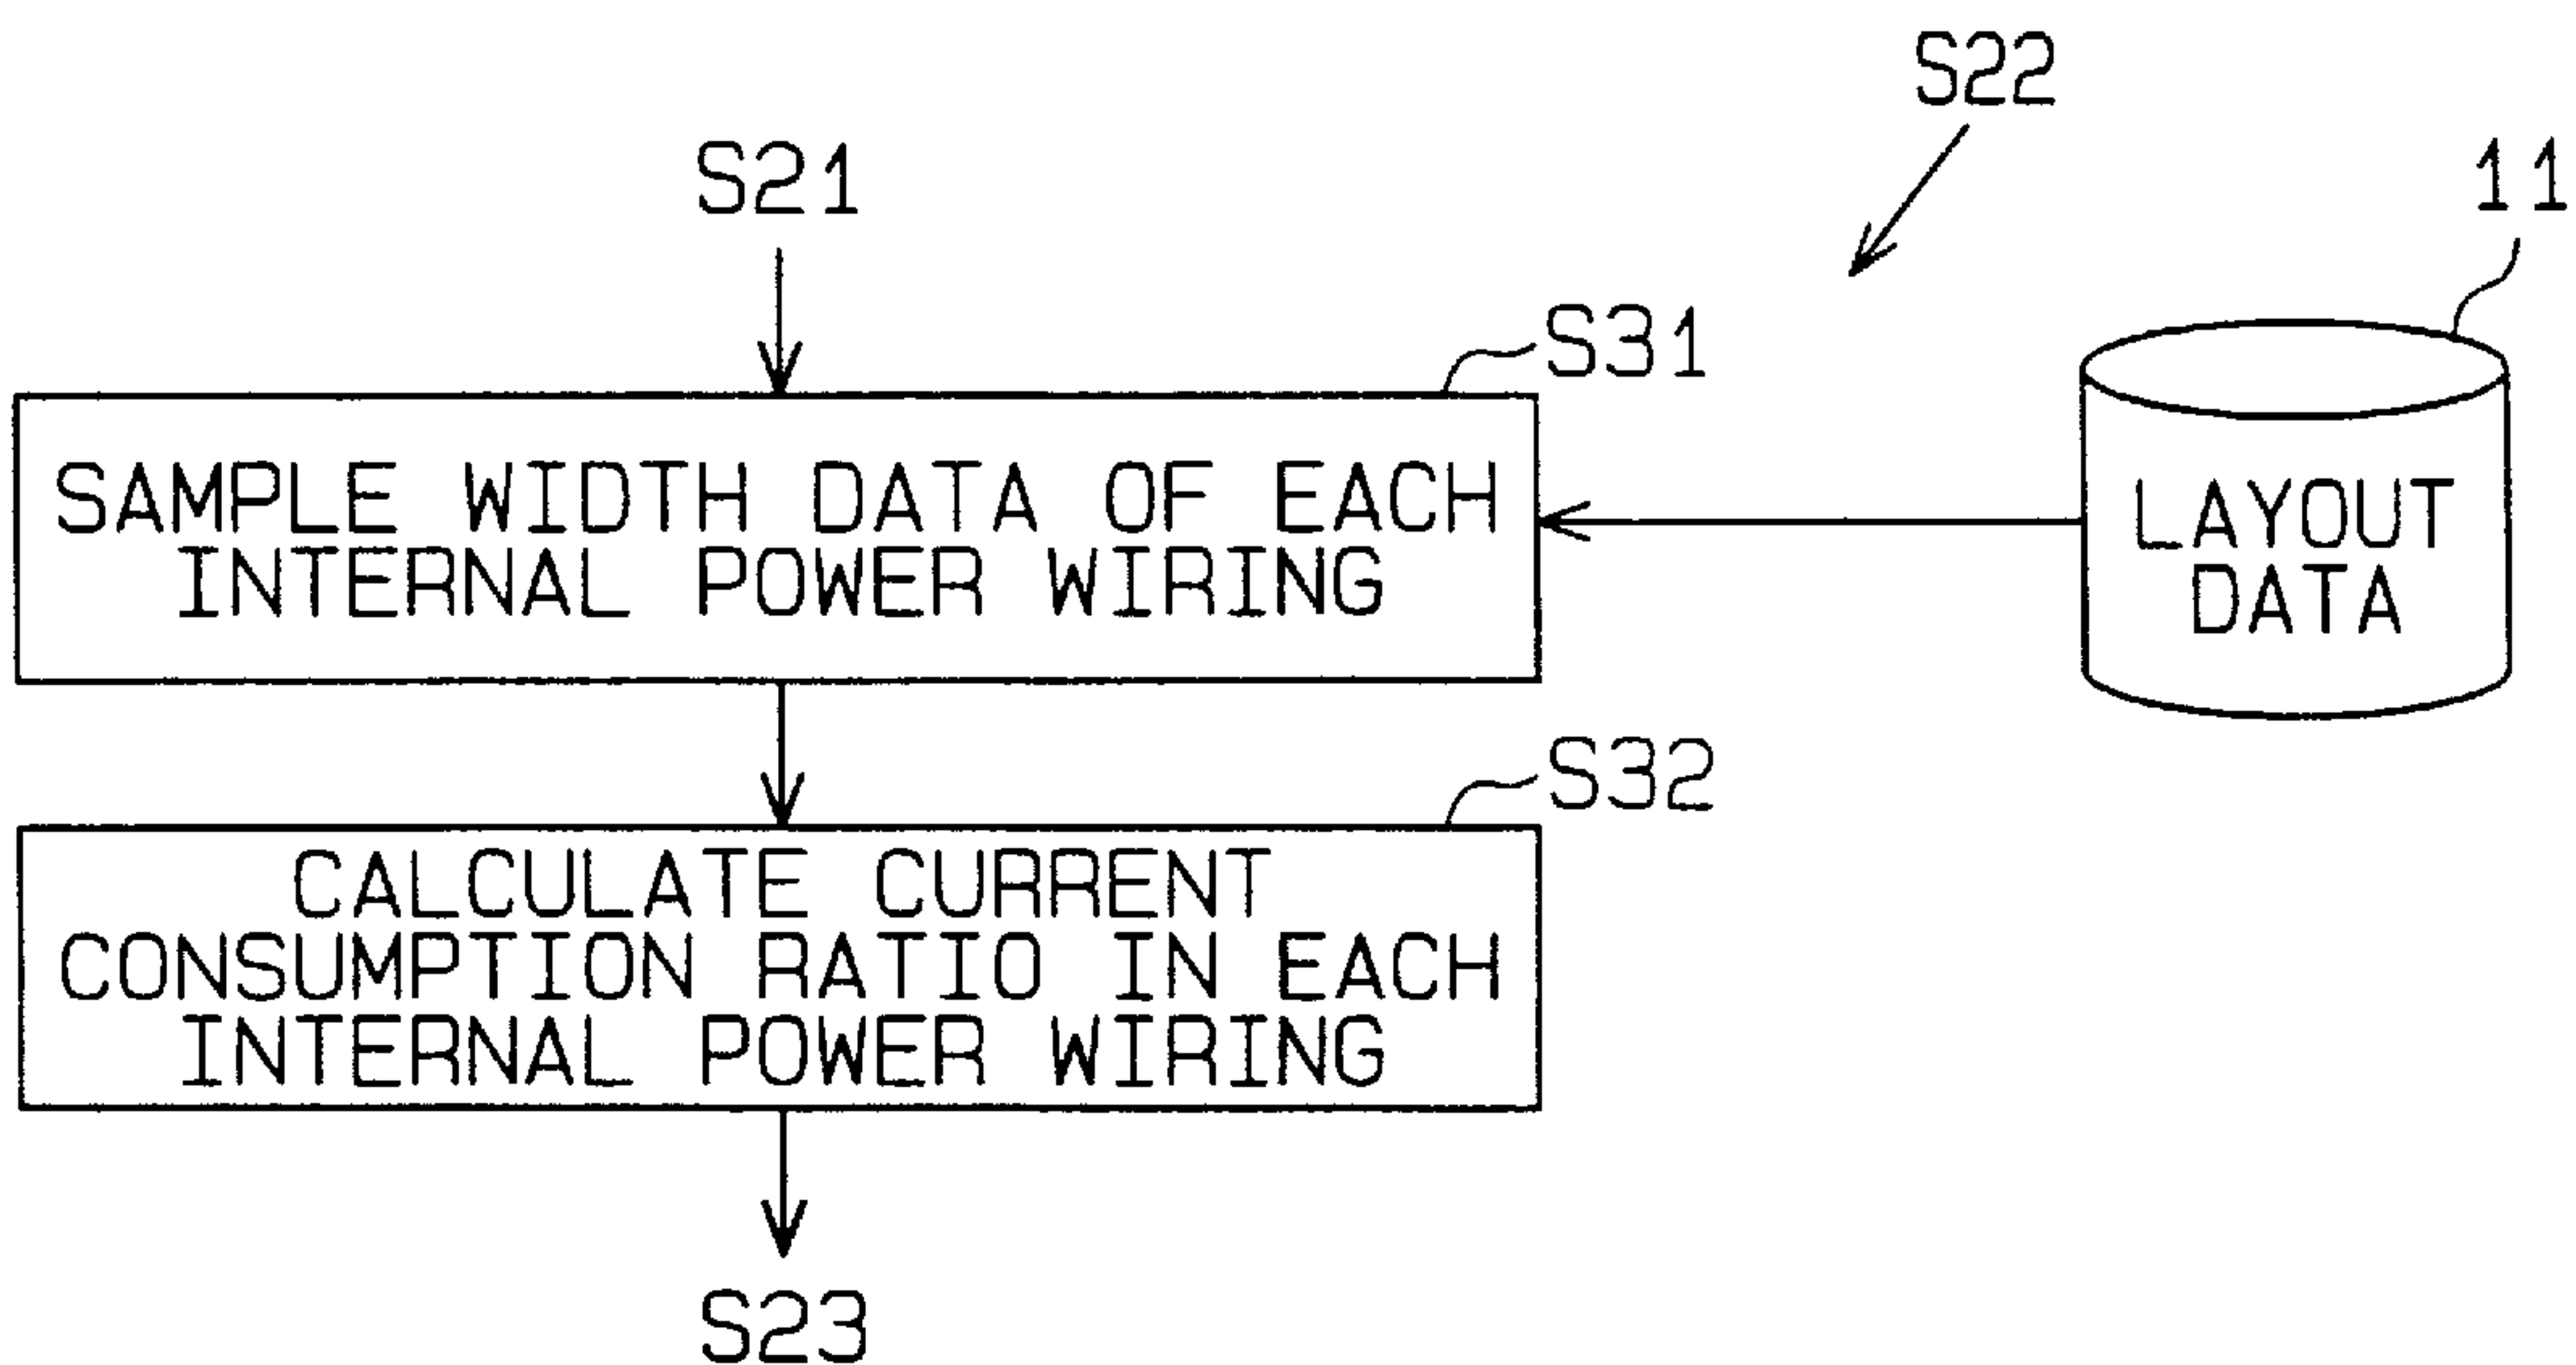 S22
S21
11
S31
SAMPLE WIDTH DATA OF EACH
INTERNAL POWER WIRING
LAYOUT
DATA
S32
CALCULATE CURRENT
CONSUMPTION RATIO IN EACH
INTERNAL POWER WIRING
S23